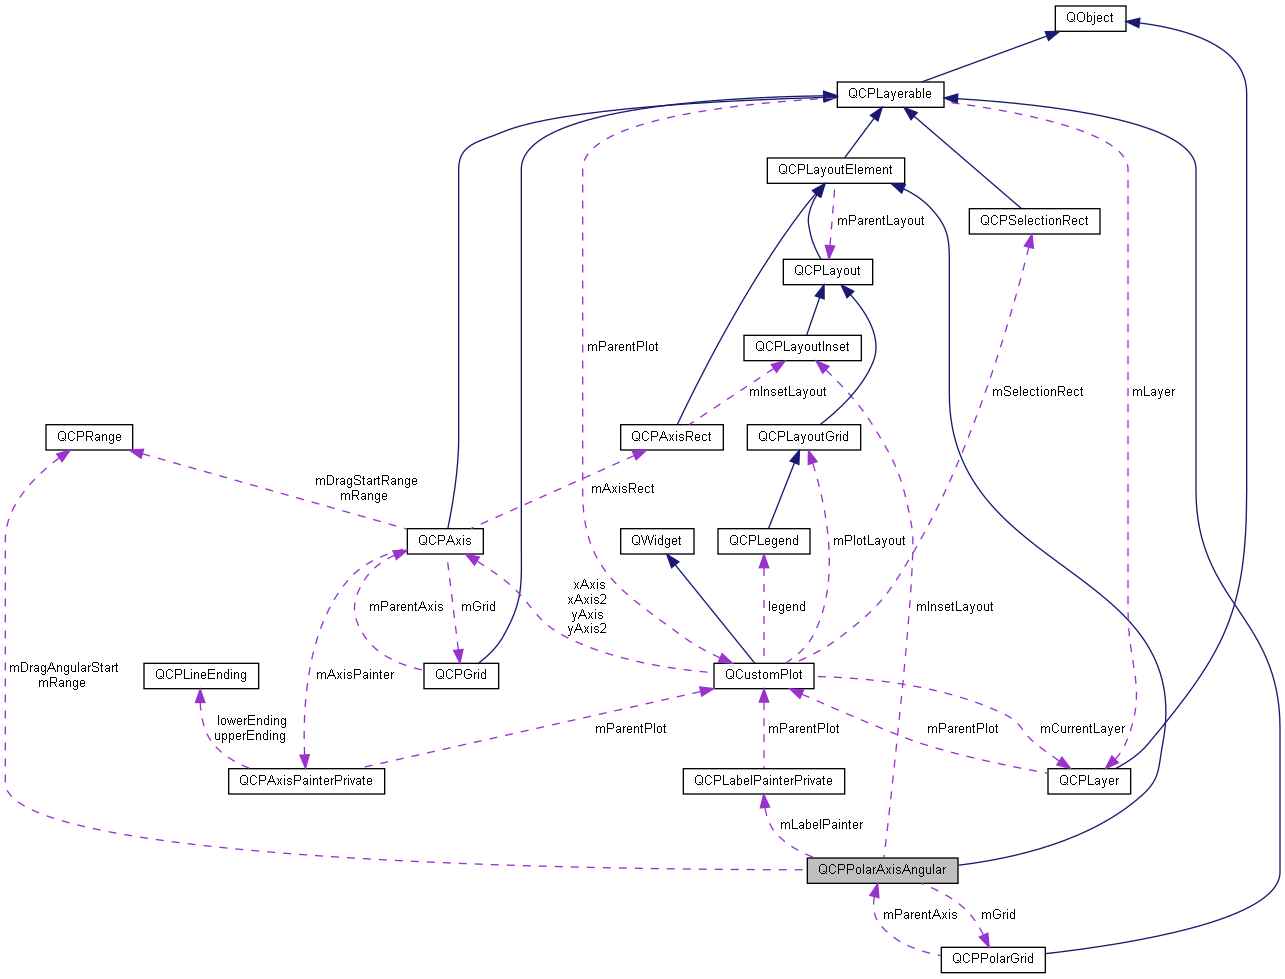 QObject
QCPLayerable
QCPLayoutElement
QCPSelectionRect
mParentLayout
QCPLayout
QCPLayoutInset
mParentPlot
mInsetLayout
mSelectionRect
mLayer
QCPRange
QCPAxisRect
QCPLayoutGrid
mDragStartRange
mRange
mAxisRect
QCPAxis
QWidget
QCPLegend
mPlotLayout
mParentAxis
mGrid
xAxis
xAxis2
yAxis
yAxis2
legend
mInsetLayout
mDragAngularStart
mRange
QCPLineEnding
mAxisPainter
QCPGrid
QCustomPlot
lowerEnding
upperEnding
mParentPlot
mParentPlot
mParentPlot
mCurrentLayer
QCPAxisPainterPrivate
QCPLabelPainterPrivate
QCPLayer
mLabelPainter
QCPPolarAxisAngular
mParentAxis
mGrid
QCPPolarGrid